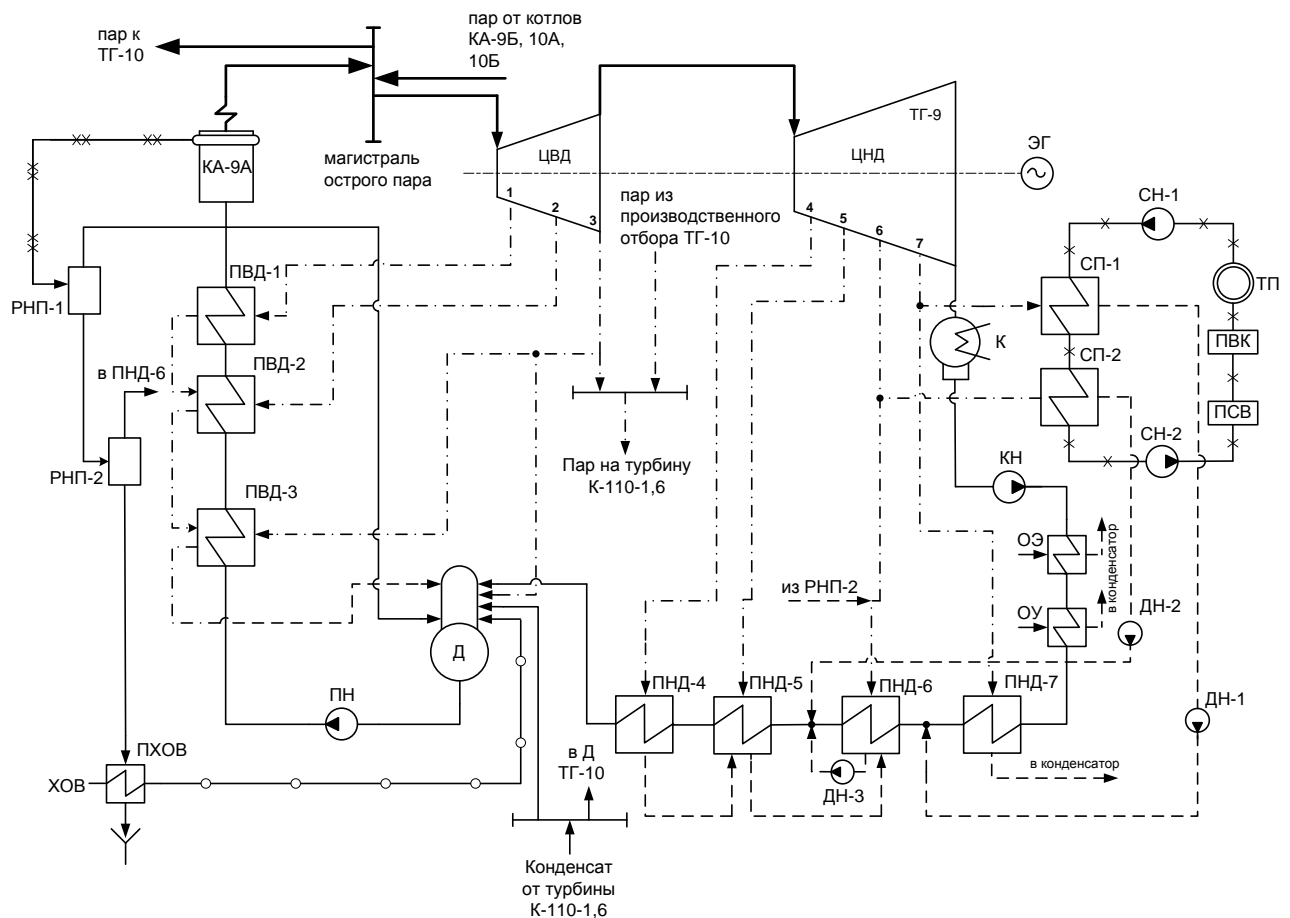 пар к
ТГ-10
пар от котлов
КА-9Б, 10А,
10Б
КА-9А
магистраль
острого пара
ЦВД
1
2
3
пар из
производственного
отбора ТГ-10
ТГ-9
ЦНД
4
5
6
7
ЭГ
СН-1
СП-1
ТП
ПВК
СП-2
ПСВ
СН-2
К
РНП-1
ПВД-1
в ПНД-6
ПВД-2
РНП-2
ПВД-3
Пар на турбину
К-110-1,6
КН
ОЭ
в конденсатор
из РНП-2
ОУ
в конденсатор
ДН-2
Д
ПН
ПНД-4
ПНД-5
ПНД-6
ПНД-7
ДН-1
ПХОВ
ХОВ
в Д
ТГ-10
ДН-3
в конденсатор
Конденсат
от турбины
К-110-1,6